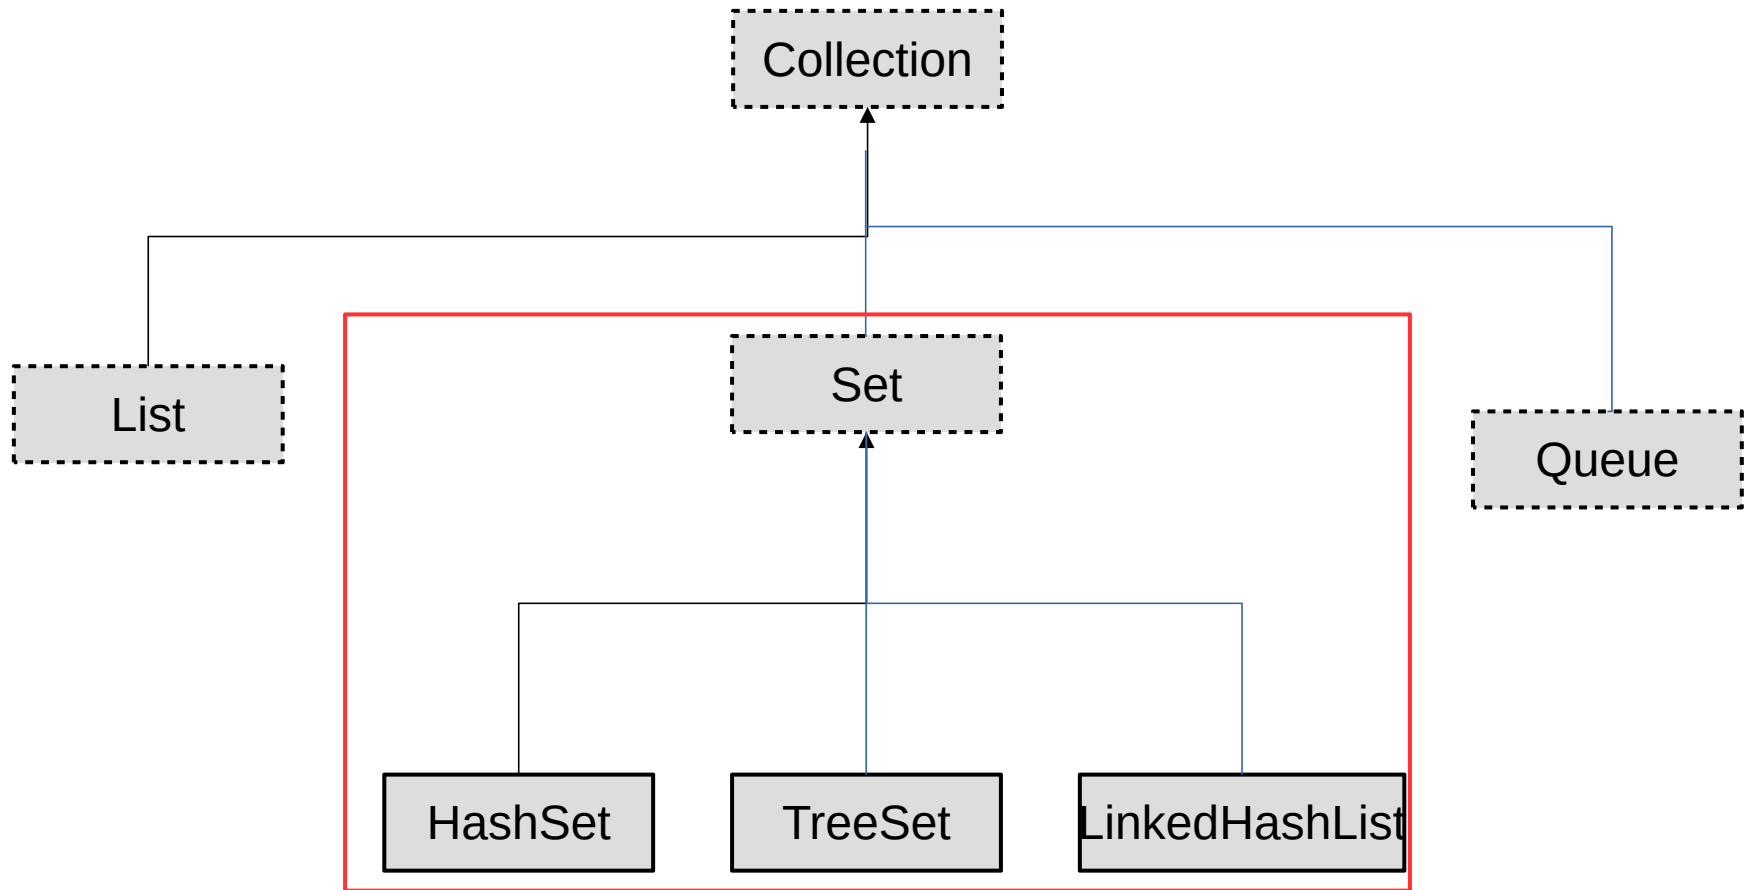 Collection
List
Set
Queue
HashSet
TreeSet
LinkedHashList